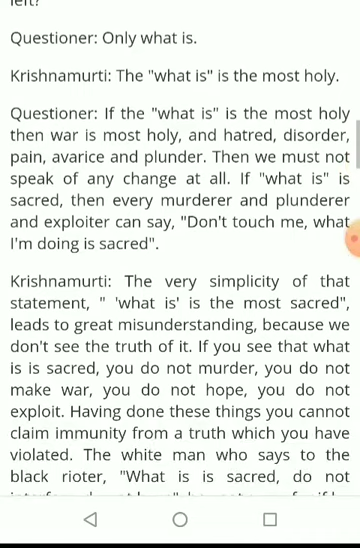 left?
Questioner: Only what is.
Krishnamurti: The "what is" is the most holy.
Questioner: If the "what is" is the most holy
then war is most holy, and hatred, disorder,
pain, avarice and plunder. Then we must not
speak of any change at all. If "what is" is
sacred, then every murderer and plunderer
and exploiter can say, "Don't touch me, what
I'm doing is sacred".
Krishnamurti: The very simplicity of that
statement, " 'what is' is the most sacred",
leads to great misunderstanding, because we
don't see the truth of it. If you see that what
is is sacred, you do not murder, you do not
make war, you do not hope, you do not
exploit. Having done these things you cannot
claim immunity from a truth which you have
violated. The white man who says to the
black rioter, "What is is sacred, do not